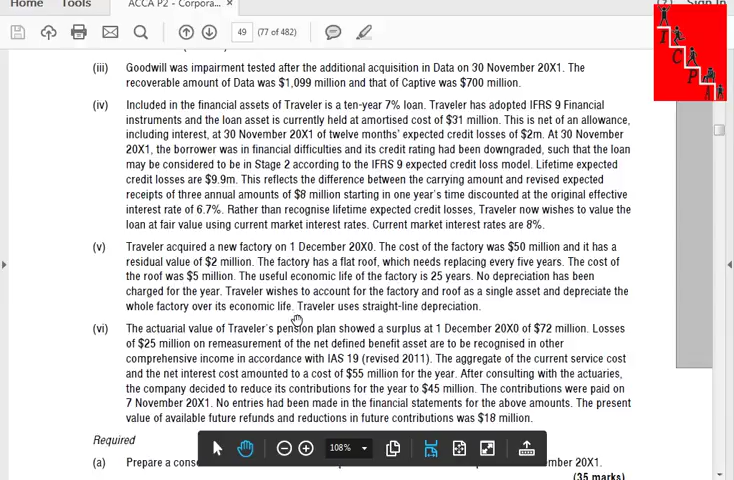 Home Tools ACCA P2 - Corpora... ×
49 (77 of 482)
I
C
P
A
(iii) Goodwill was impairment tested after the additional acquisition in Data on 30 November 20X1. The
recoverable amount of Data was $1,099 million and that of Captive was $700 million.
(iv) Included in the financial assets of Traveler is a ten-year 7% loan. Traveler has adopted IFRS 9 Financial
instruments and the loan asset is currently held at amortised cost of $31 million. This is net of an allowance,
including interest, at 30 November 20X1 of twelve months' expected credit losses of $2m. At 30 November
20X1, the borrower was in financial difficulties and its credit rating had been downgraded, such that the loan
may be considered to be in Stage 2 according to the IFRS 9 expected credit loss model. Lifetime expected
credit losses are $9.9m. This reflects the difference between the carrying amount and revised expected
receipts of three annual amounts of $8 million starting in one year's time discounted at the original effective
interest rate of 6.7%. Rather than recognise lifetime expected credit losses, Traveler now wishes to value the
loan at fair value using current market interest rates. Current market interest rates are 8%.
(v) Traveler acquired a new factory on 1 December 20X0. The cost of the factory was $50 million and it has a
residual value of $2 million. The factory has a flat roof, which needs replacing every five years. The cost of
the roof was $5 million. The useful economic life of the factory is 25 years. No depreciation has been
charged for the year. Traveler wishes to account for the factory and roof as a single asset and depreciate the
whole factory over its economic life. Traveler uses straight-line depreciation.
(vi) The actuarial value of Traveler's pension plan showed a surplus at 1 December 20X0 of $72 million. Losses
of $25 million on remeasurement of the net defined benefit asset are to be recognised in other
comprehensive income in accordance with IAS 19 (revised 2011). The aggregate of the current service cost
and the net interest cost amounted to a cost of $55 million for the year. After consulting with the actuaries,
the company decided to reduce its contributions for the year to $45 million. The contributions were paid on
7 November 20X1. No entries had been made in the financial statements for the above amounts. The present
value of available future refunds and reductions in future contributions was $18 million.
Required
108%
(a) Prepare a cons
20X1.
(35 marks)